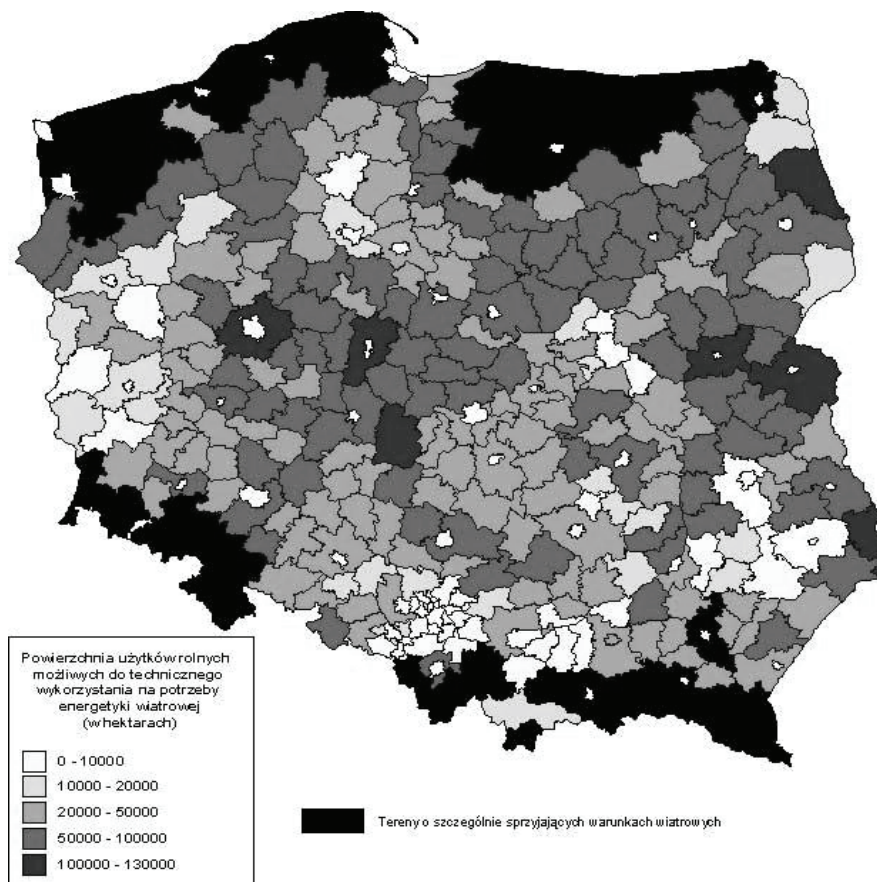 Powierzchnia użytków rolnych
możliwych do technicznego
wykorzystania na potrzeby
energetyki wiatrowej
(w hektarach)
0 - 10000
10000 - 20000
20000 - 50000
50000 - 100000
100000 - 130000
Tereny o szczególnie sprzyjających warunkach wiatrowych